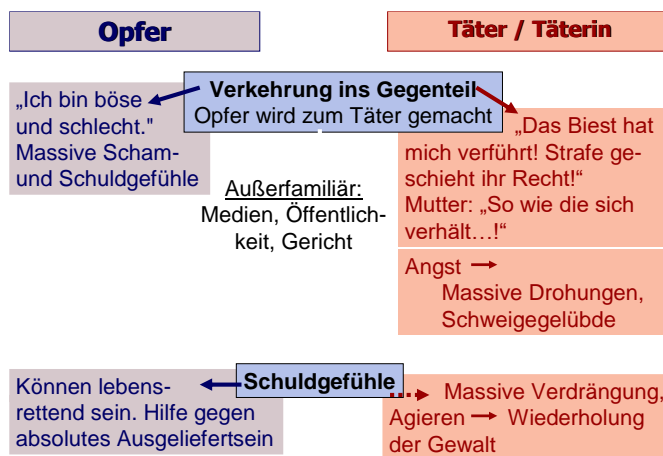 Opfer
Täter / Täterin
Verkehrung ins Gegenteil
Opfer wird zum Täter gemacht
„Ich bin böse
und schlecht."
Massive Scham-
und Schuldgefühle
„Das Biest hat
mich verführt! Strafe ge-
schieht ihr Recht!“
Mutter: „So wie die sich
verhält…!“
Außerfamiliär:
Medien, Öffentlich-
keit, Gericht
Angst →
Massive Drohungen,
Schweigegelübde
Schuldgefühle
Können lebens-
rettend sein. Hilfe gegen
absolutes Ausgeliefertsein
Massive Verdrängung,
Agieren → Wiederholung
der Gewalt